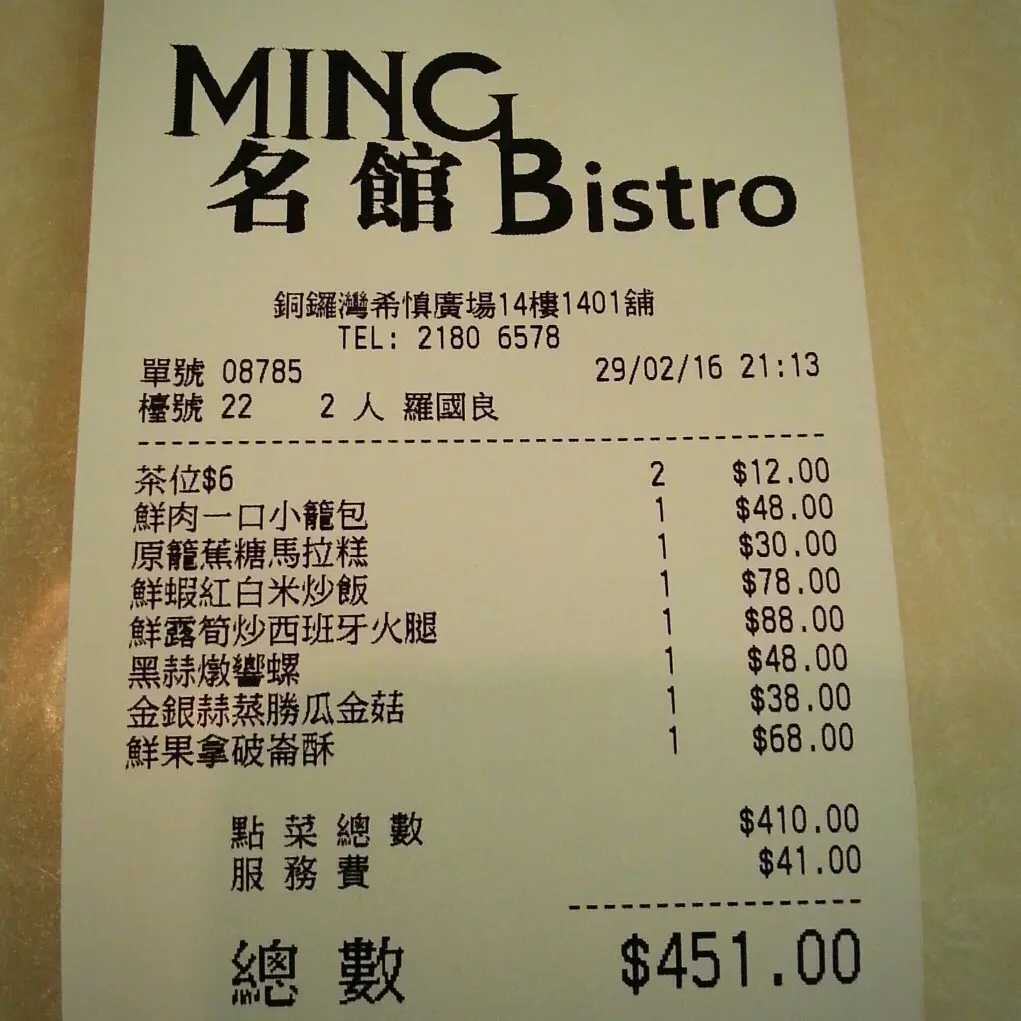 MING
名館 Bistro
銅鑼灣希慎廣場14樓1401舖
TEL: 2180 6578
單號 08785 29/02/16 21:13
檯號 22 2 人 羅國良
茶位$6 2 $12.00
鮮肉一口小籠包 1 $48.00
原籠蕉糖馬拉糕 1 $30.00
鮮蝦紅白米炒飯 1 $78.00
鮮露筍炒西班牙火腿 1 $88.00
黑蒜燉響螺 1 $48.00
金銀蒜蒸勝瓜金菇 1 $38.00
鮮果拿破崙酥 1 $68.00
點菜總數 $410.00
服務費 $41.00
總數 $451.00